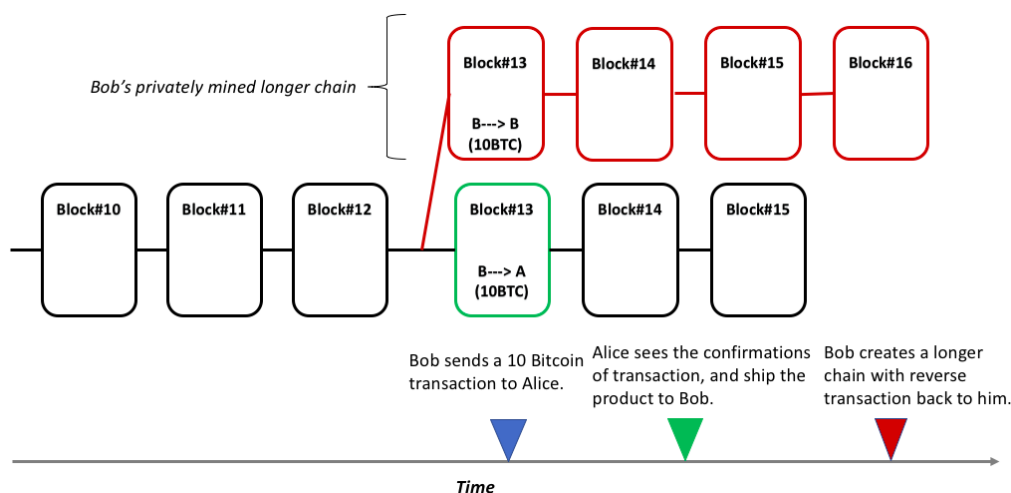 Bob's privately mined longer chain
Block#13
B---> B
(10BTC)
Block#14
Block#15
Block#16
Block#10
Block#11
Block#12
Block#13
B---> A
(10BTC)
Block#14
Block#15
Bob sends a 10 Bitcoin
transaction to Alice.
Alice sees the confirmations
of transaction, and ship the
product to Bob.
Bob creates a longer
chain with reverse
transaction back to him.
Time